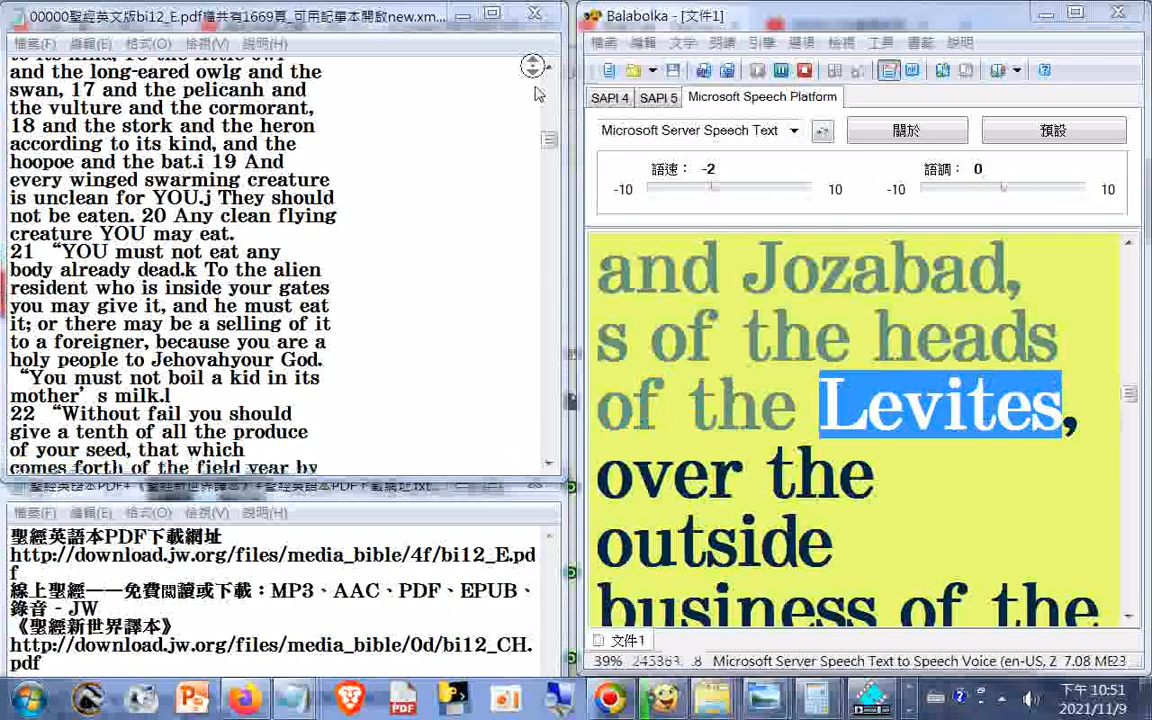 00000聖經英文版bi12_E.pdf檔共有1669頁_可用記事本開啟new.xm...
檔案(F) 編輯(E) 格式(O) 檢視(V) 說明(H)
and the long-eared owlg and the
swan, 17 and the pelicanh and
the vulture and the cormorant,
18 and the stork and the heron
according to its kind, and the
hoopoe and the bat.i 19 And
every winged swarming creature
is unclean for YOU.j They should
not be eaten. 20 Any clean flying
creature YOU may eat.
21 “YOU must not eat any
body already dead.k To the alien
resident who is inside your gates
you may give it, and he must eat
it; or there may be a selling of it
to a foreigner, because you are a
holy people to Jehovahyour God.
“You must not boil a kid in its
mother’s milk.l
22 “Without fail you should
give a tenth of all the produce
of your seed, that which
comes forth of the field year by
檔案(F) 編輯(E) 格式(O) 檢視(V) 說明(H)
聖經英語本PDF下載網址
http://download.jw.org/files/media_bible/4f/bi12_E.pd
f
線上聖經──免費閱讀或下載：MP3、AAC、PDF、EPUB、
錄音 - JW
《聖經新世界譯本》
http://download.jw.org/files/media_bible/0d/bi12_CH.
pdf
Balabolka - [文件1]
檔案 編輯 文字 朗讀 引擎 選項 檢視 工具 書籤 說明
SAPI 4 SAPI 5 Microsoft Speech Platform
Microsoft Server Speech Text 關於 預設
語速： -2 語調： 0
-10 10 -10 10
and Jozabad,
s of the heads
of the Levites,
over the
outside
business of the
文件1
39% Microsoft Server Speech Text to Speech Voice (en-US, Z 7.08 ME23
下午 10:51
2021/11/9